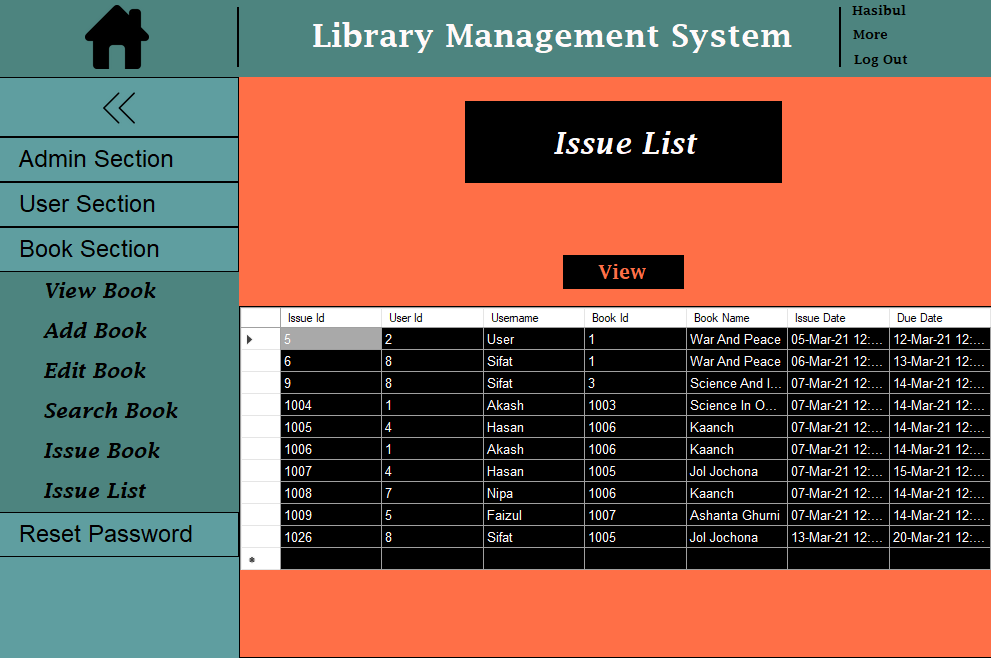 Library Management System
Hasibul
More
Log Out
Admin Section
User Section
Book Section
View Book
Add Book
Edit Book
Search Book
Issue Book
Issue List
Reset Password
Issue List
View
Issue Id User Id Username Book Id Book Name Issue Date Due Date
5 2 User 1 War And Peace 05-Mar-21 12:... 12-Mar-21 12:...
6 8 Sifat 1 War And Peace 06-Mar-21 12:... 13-Mar-21 12:...
9 8 Sifat 3 Science And I... 07-Mar-21 12:... 14-Mar-21 12:...
1004 1 Akash 1003 Science In O... 07-Mar-21 12:... 14-Mar-21 12:...
1005 4 Hasan 1006 Kaanch 07-Mar-21 12:... 14-Mar-21 12:...
1006 1 Akash 1006 Kaanch 07-Mar-21 12:... 14-Mar-21 12:...
1007 4 Hasan 1005 Jol Jochona 07-Mar-21 12:... 15-Mar-21 12:...
1008 7 Nipa 1006 Kaanch 07-Mar-21 12:... 14-Mar-21 12:...
1009 5 Faizul 1007 Ashanta Ghurni 07-Mar-21 12:... 14-Mar-21 12:...
1026 8 Sifat 1005 Jol Jochona 13-Mar-21 12:... 20-Mar-21 12:...